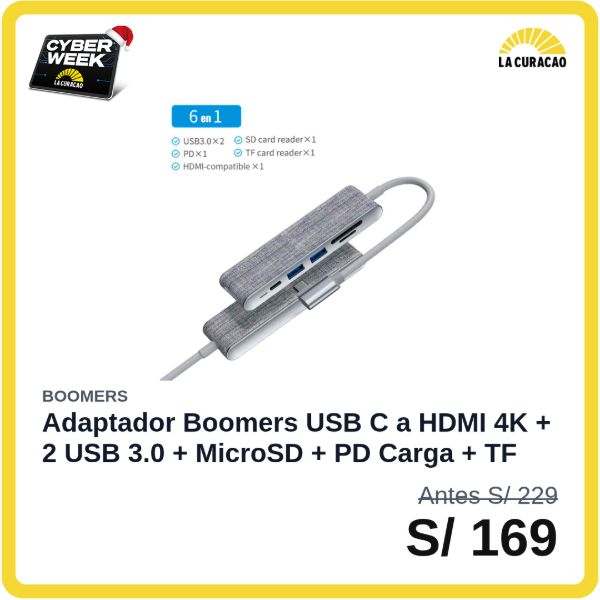 CYBER
WEEK
LA CURACAO
LA CURACAO
6 en 1
USB3.0×2
SD card reader×1
PD×1
TF card reader×1
HDMI-compatible ×1
BOOMERS
Adaptador Boomers USB C a HDMI 4K +
2 USB 3.0 + MicroSD + PD Carga + TF
Antes S/ 229
S/ 169